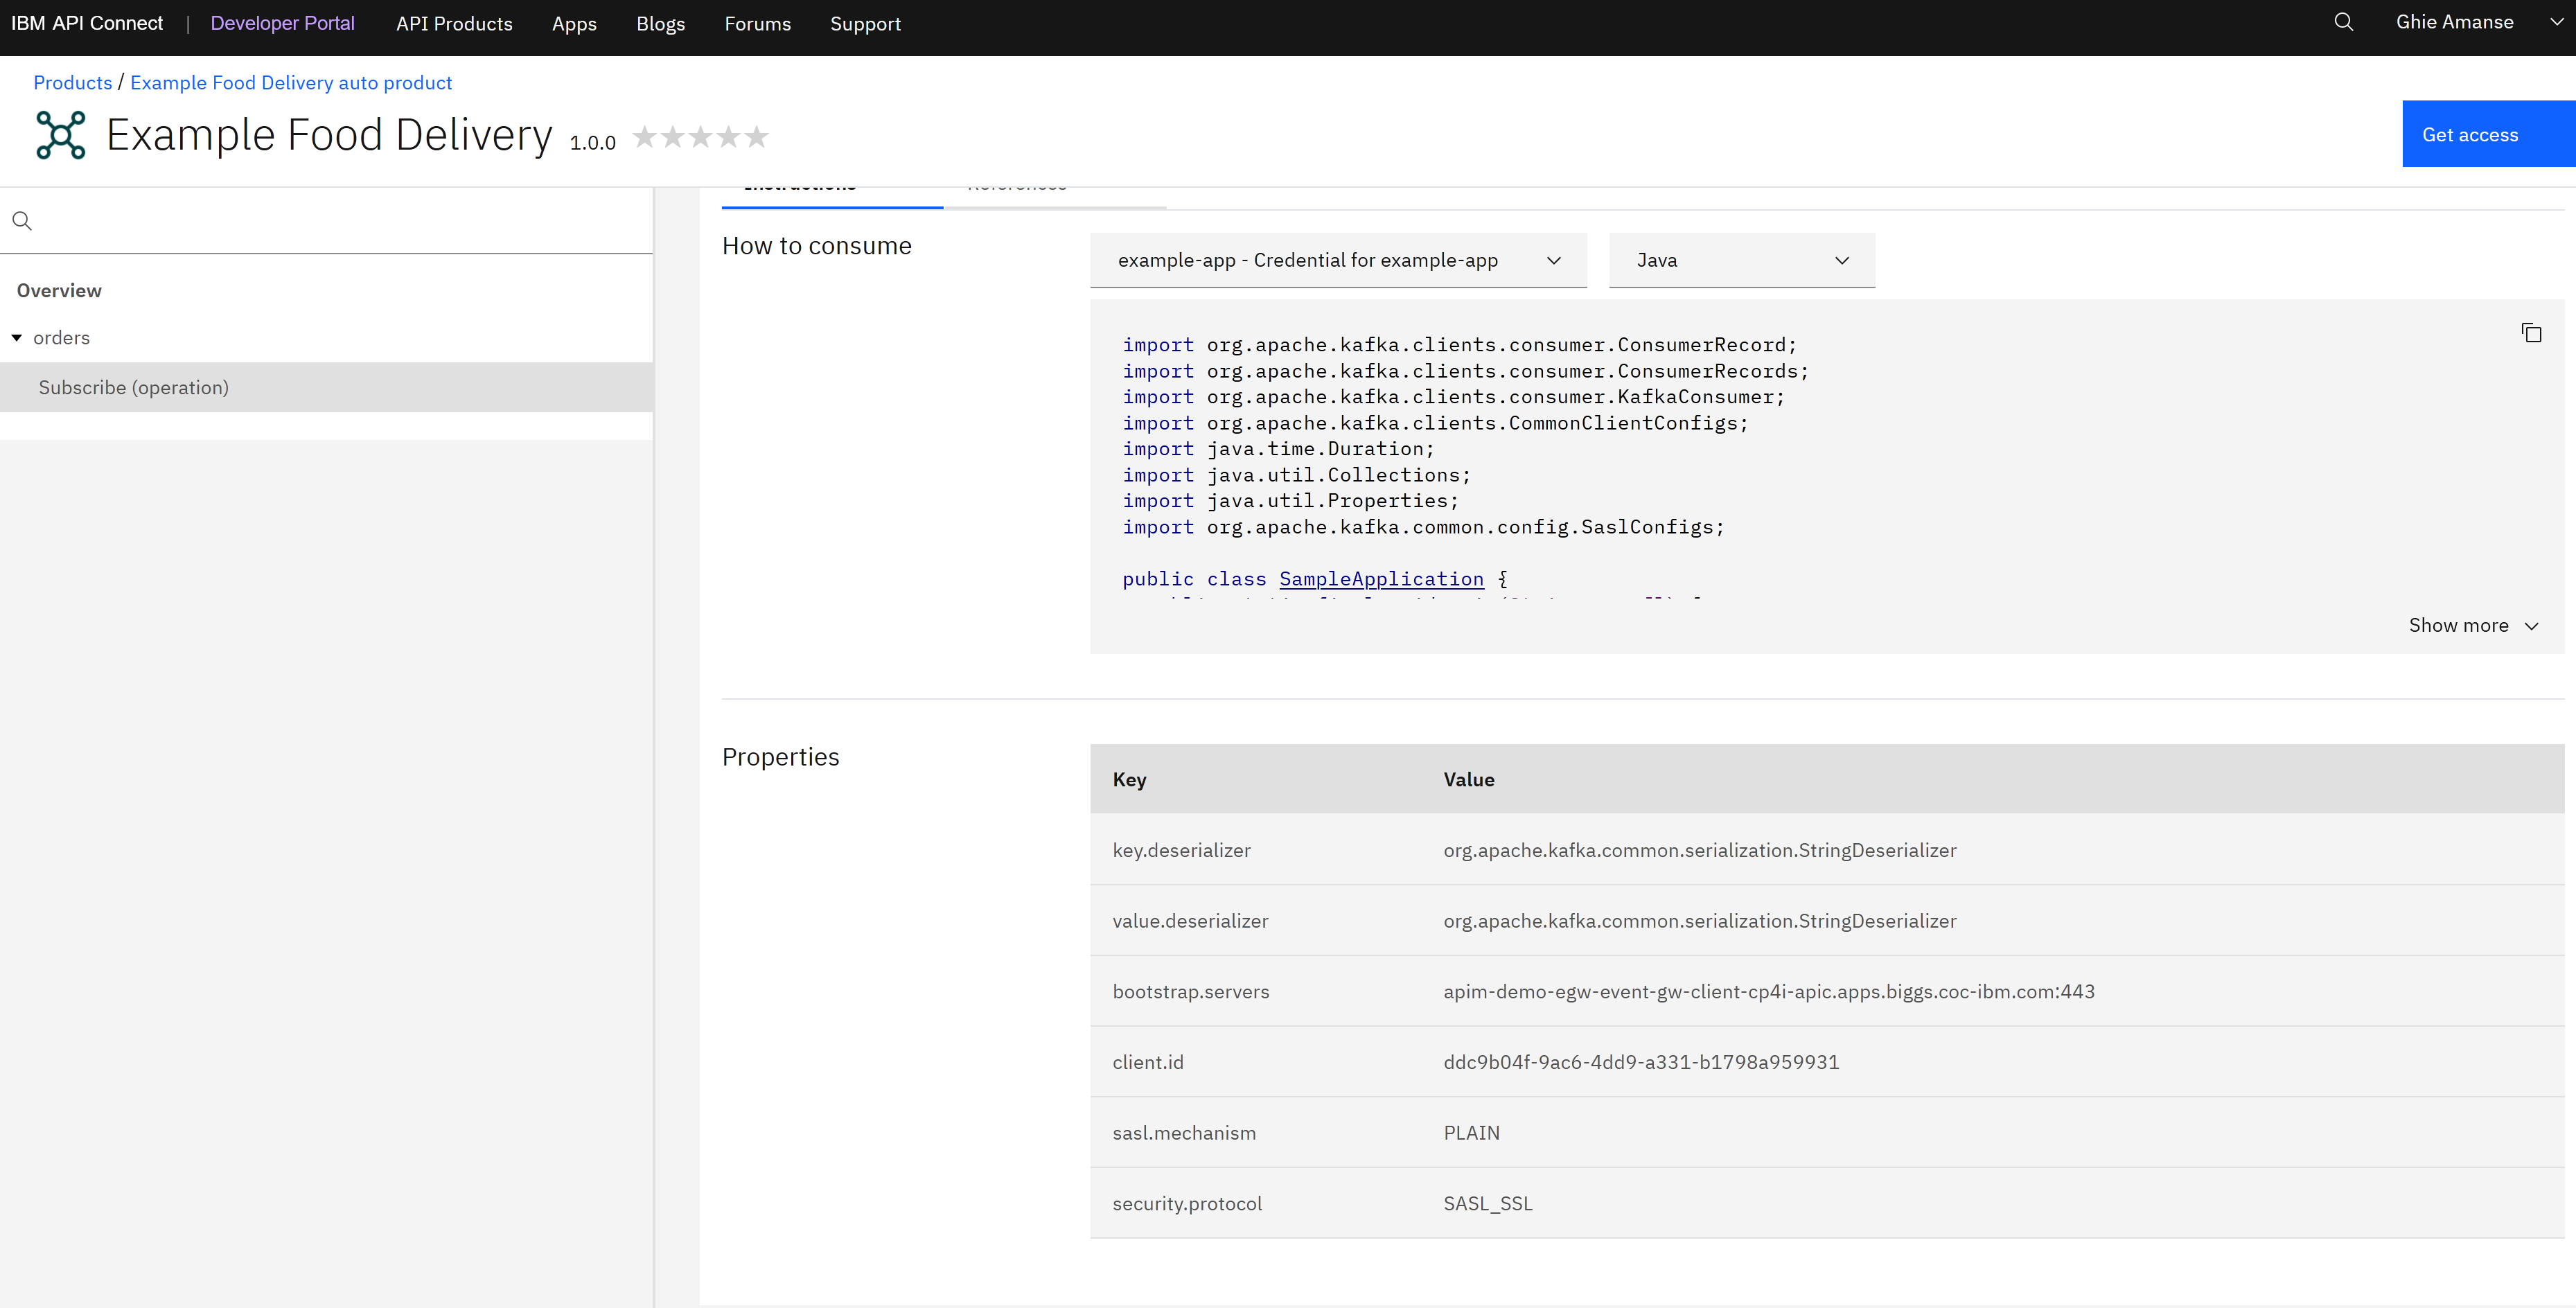 IBM API Connect | Developer Portal API Products Apps Blogs Forums Support Ghie Amanse
Products / Example Food Delivery auto product
Example Food Delivery 1.0.0
Get access
Instructions References
How to consume
example-app - Credential for example-app
Java
Overview
orders
Subscribe (operation)
import org.apache.kafka.clients.consumer.ConsumerRecord;
import org.apache.kafka.clients.consumer.ConsumerRecords;
import org.apache.kafka.clients.consumer.KafkaConsumer;
import org.apache.kafka.clients.CommonClientConfigs;
import java.time.Duration;
import java.util.Collections;
import java.util.Properties;
import org.apache.kafka.common.config.SaslConfigs;
public class SampleApplication {
Show more
Properties
Key Value
key.deserializer org.apache.kafka.common.serialization.StringDeserializer
value.deserializer org.apache.kafka.common.serialization.StringDeserializer
bootstrap.servers apim-demo-egw-event-gw-client-cp4i-apic.apps.biggs.coc-ibm.com:443
client.id ddc9b04f-9ac6-4dd9-a331-b1798a959931
sasl.mechanism PLAIN
security.protocol SASL_SSL